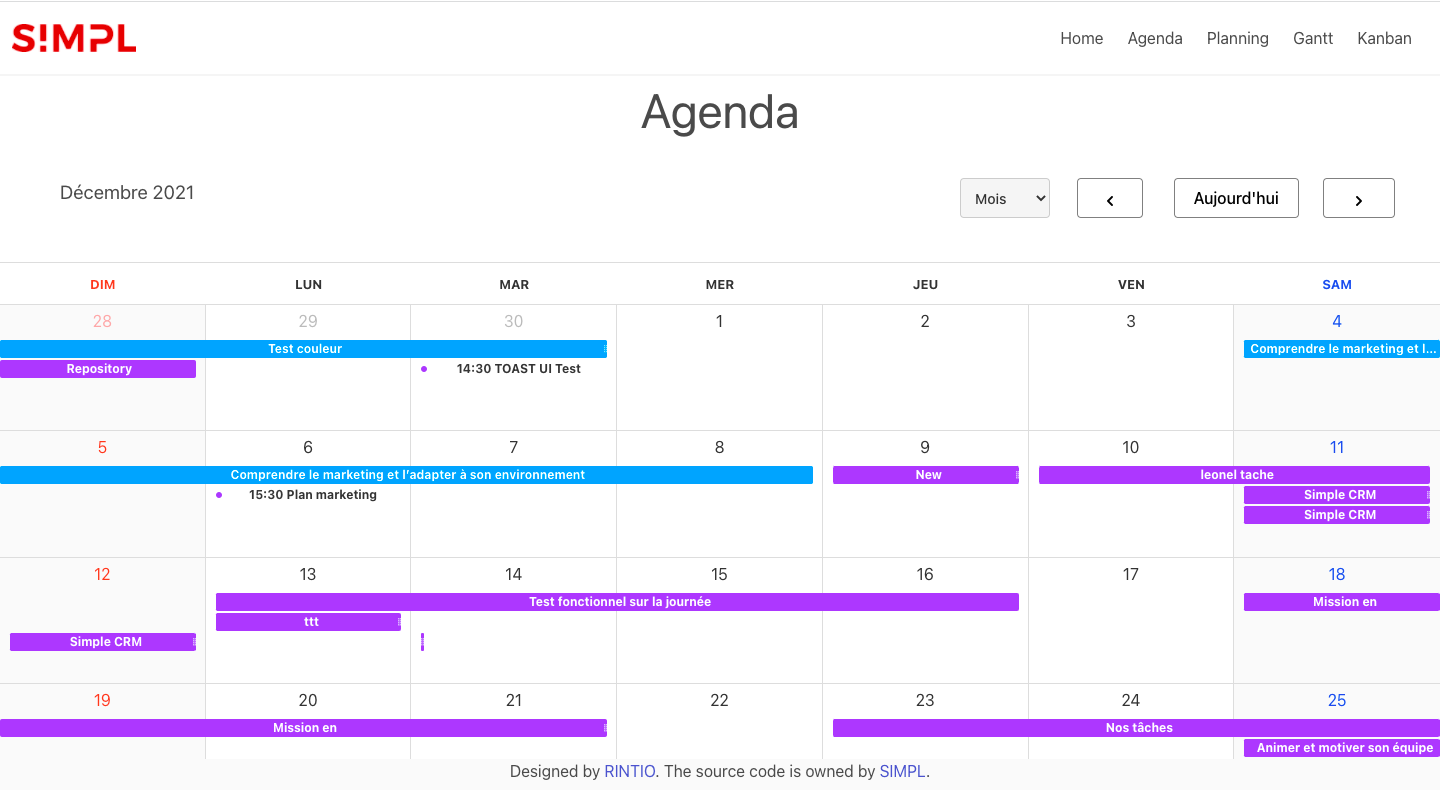 S!MPL
Home Agenda Planning Gantt Kanban
Agenda
Décembre 2021
Mois ‹ Aujourd'hui ›
DIM LUN MAR MER JEU VEN SAM
28 29 30 1 2 3 4
Test couleur Comprendre le marketing et l...
Repository 14:30 TOAST UI Test
5 6 7 8 9 10 11
Comprendre le marketing et l’adapter à son environnement New leonel tache
15:30 Plan marketing Simple CRM
Simple CRM
12 13 14 15 16 17 18
Test fonctionnel sur la journée Mission en
ttt
Simple CRM
19 20 21 22 23 24 25
Mission en Nos tâches
Animer et motiver son équipe
Designed by RINTIO. The source code is owned by SIMPL.